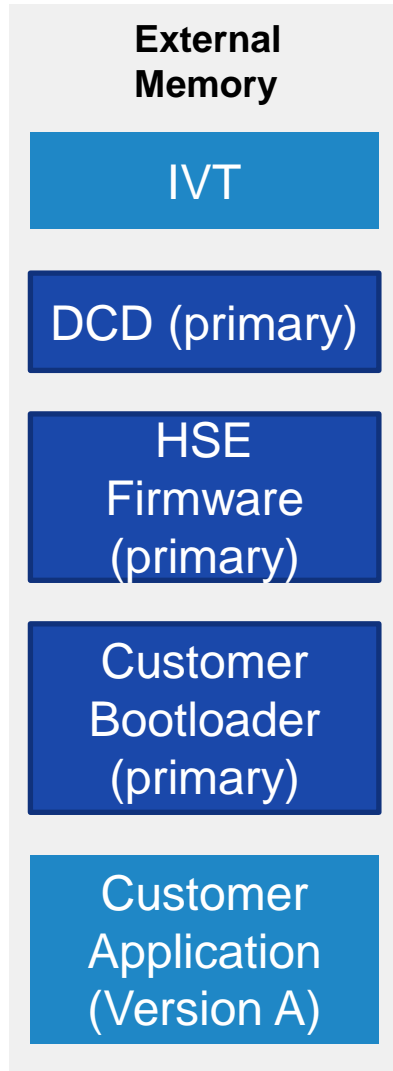 External
Memory
IVT
DCD (primary)
HSE
Firmware
(primary)
Customer
Bootloader
(primary)
Customer
Application
(Version A)